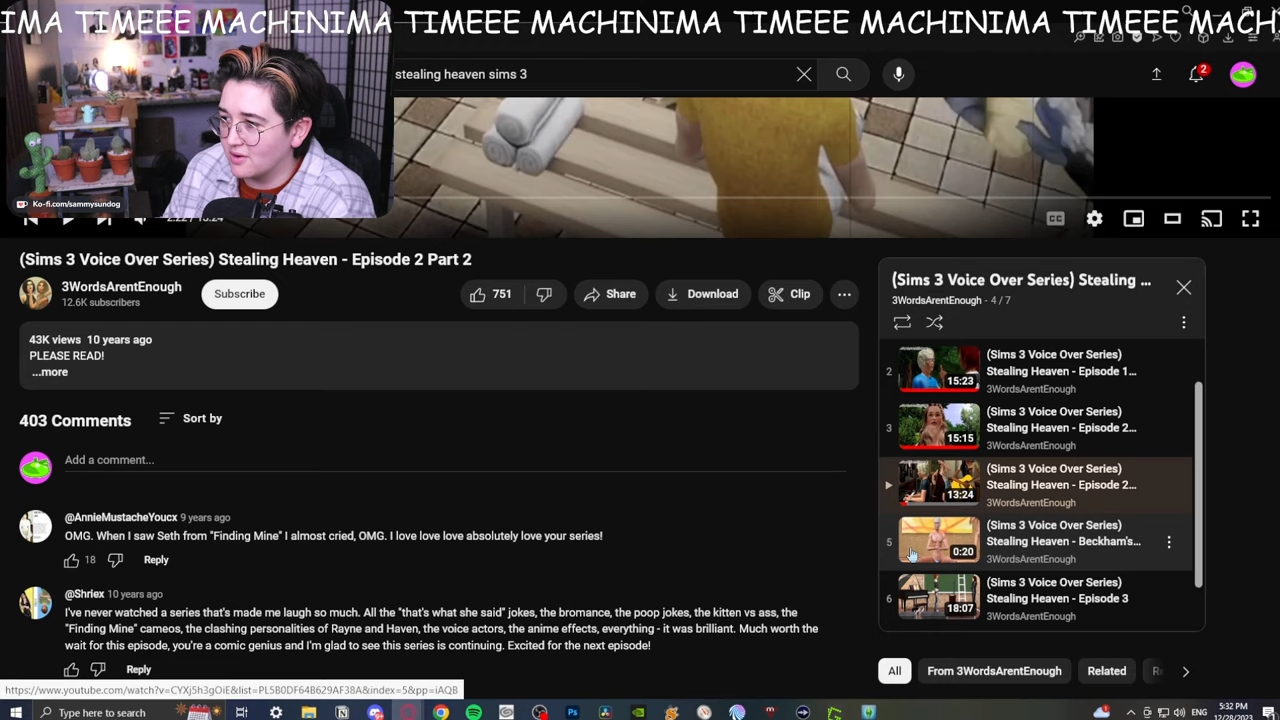 IMA TIMEEE MACHINIMA TIMEEE MACHINIMA TIMEEE MACHINIMA TIMEEE MACH
stealing heaven sims 3
2
Ko-fi.com/sammysundog
2:22 / 13:24
CC
(Sims 3 Voice Over Series) Stealing Heaven - Episode 2 Part 2
3WordsArentEnough
12.6K subscribers
Subscribe
751
Share
Download
Clip
43K views 10 years ago
PLEASE READ!
...more
403 Comments
Sort by
Add a comment...
@AnnieMustacheYoucx 9 years ago
OMG. When I saw Seth from "Finding Mine" I almost cried, OMG. I love love love absolutely love your series!
18
Reply
@Shriex 10 years ago
I've never watched a series that's made me laugh so much. All the "that's what she said" jokes, the bromance, the poop jokes, the kitten vs ass, the
"Finding Mine" cameos, the clashing personalities of Rayne and Haven, the voice actors, the anime effects, everything - it was brilliant. Much worth the
wait for this episode, you're a comic genius and I'm glad to see this series is continuing. Excited for the next episode!
Reply
(Sims 3 Voice Over Series) Stealing ...
3WordsArentEnough - 4 / 7
2
15:23
(Sims 3 Voice Over Series)
Stealing Heaven - Episode 1...
3WordsArentEnough
3
15:15
(Sims 3 Voice Over Series)
Stealing Heaven - Episode 2...
3WordsArentEnough
13:24
(Sims 3 Voice Over Series)
Stealing Heaven - Episode 2...
3WordsArentEnough
5
0:20
(Sims 3 Voice Over Series)
Stealing Heaven - Beckham's...
3WordsArentEnough
6
18:07
(Sims 3 Voice Over Series)
Stealing Heaven - Episode 3
3WordsArentEnough
All
From 3WordsArentEnough
Related
https://www.youtube.com/watch?v=CYXj5h3gOiE&list=PL5B0DF64B629AF38A&index=5&pp=iAQB
Type here to search
5:32 PM
12/28/2023